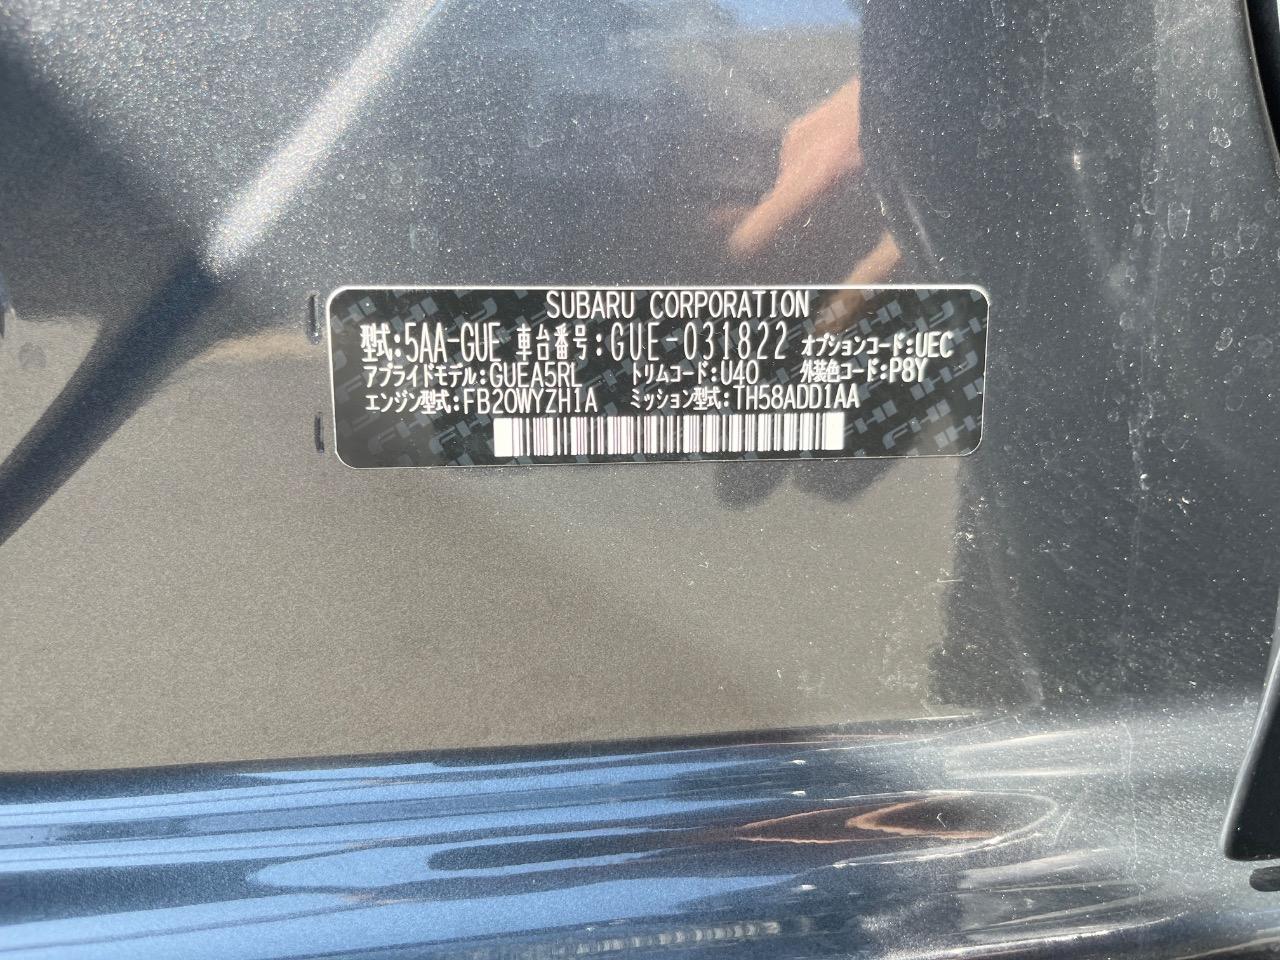 SUBARU CORPORATION
型式:5AA-GUE 車台番号:GUE-031822 オプションコード:UEC
アプライドモデル:GUEA5RL トリムコード:U40 外装色コード:P8Y
エンジン型式:FB20WYZH1A ミッション型式:TH58ADD1AA